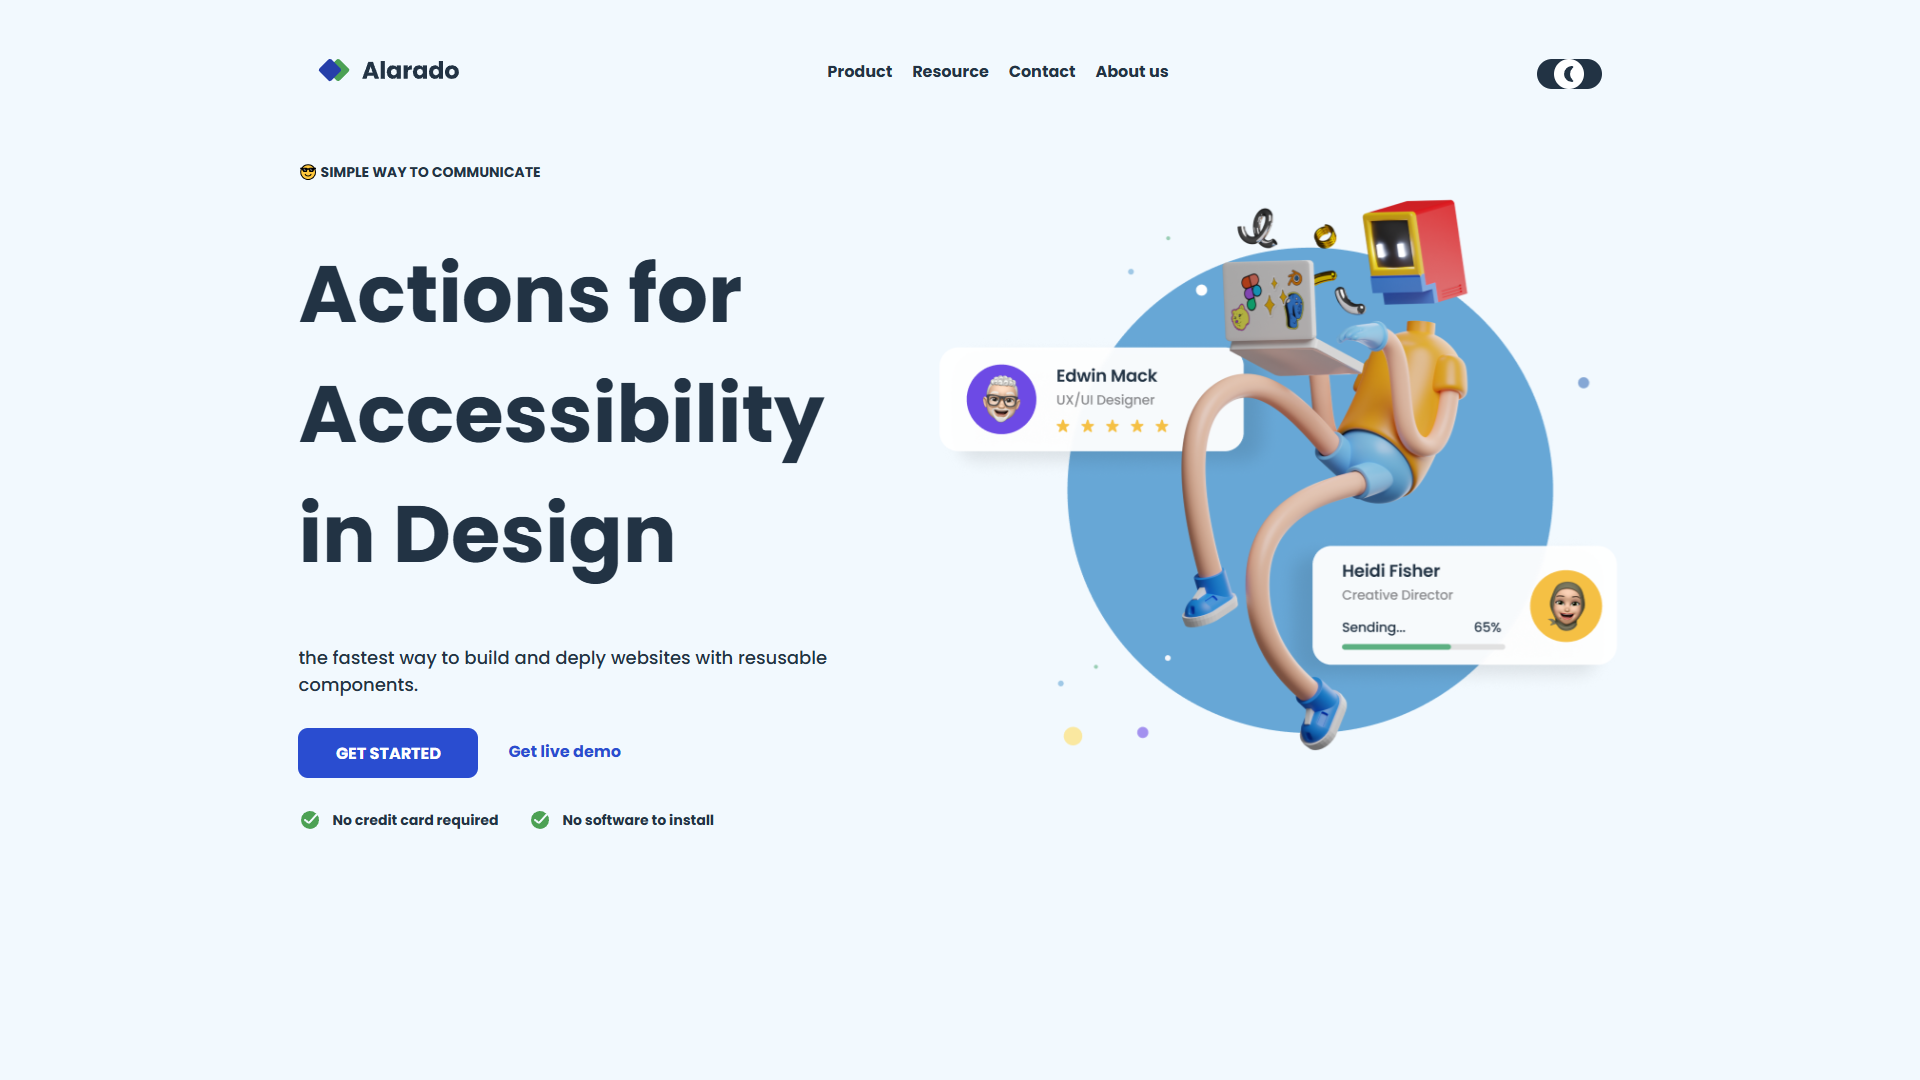 Alarado
Product Resource Contact About us
😎 SIMPLE WAY TO COMMUNICATE
Actions for
Accessibility
in Design
the fastest way to build and deply websites with resusable
components.
GET STARTED
Get live demo
No credit card required
No software to install
Edwin Mack
UX/UI Designer
Heidi Fisher
Creative Director
Sending... 65%